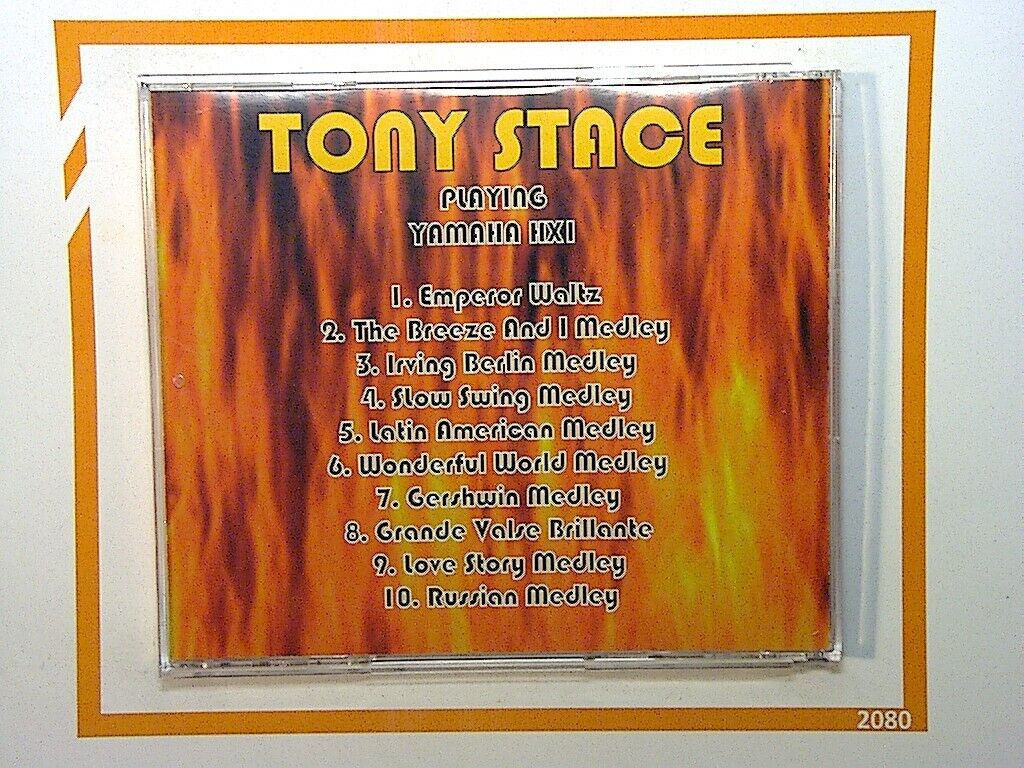 TONY STACE
PLAYING
YAMAHA HX1
1. Emperor Waltz
2. The Breeze And I Medley
3. Irving Berlin Medley
4. Slow Swing Medley
5. Latin American Medley
6. Wonderful World Medley
7. Gershwin Medley
8. Grande Valse Brillante
9. Love Story Medley
10. Russian Medley
2080